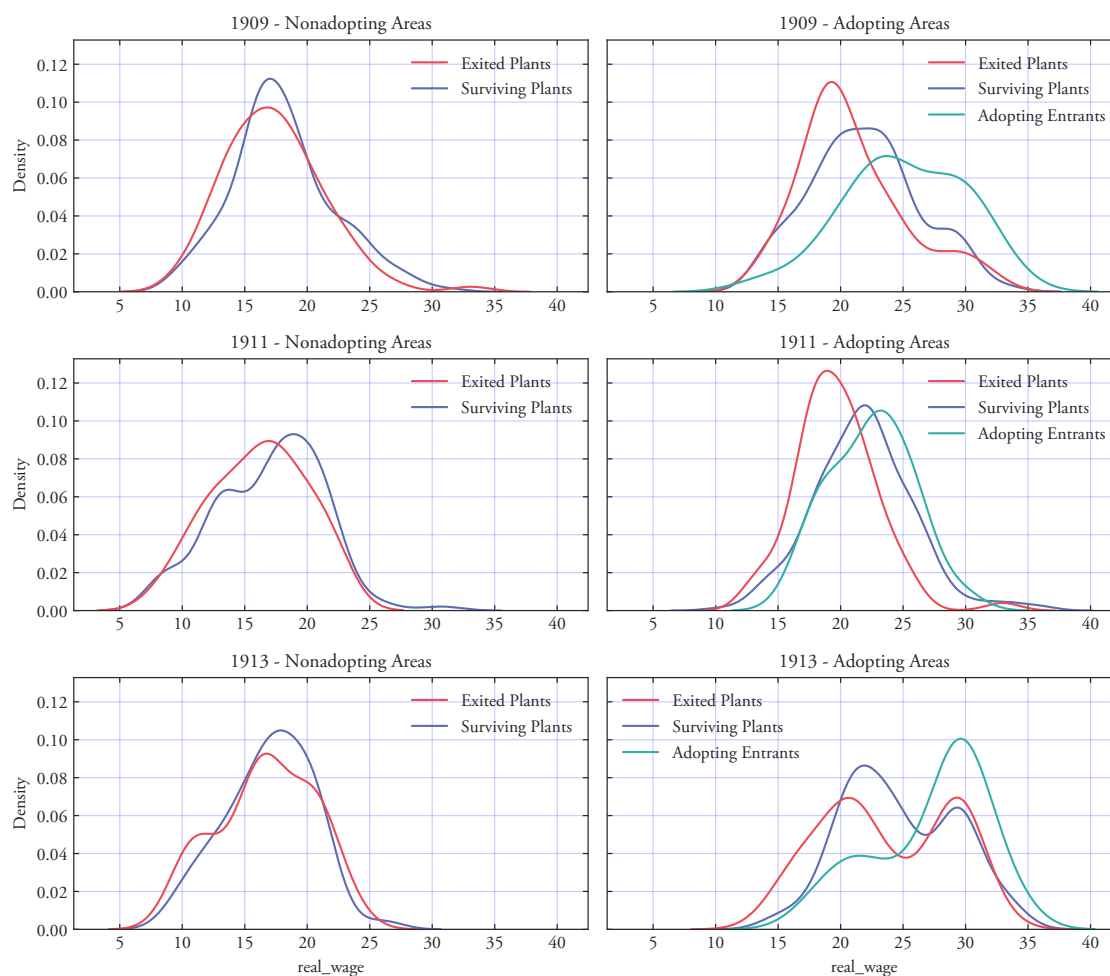 1909 - Nonadopting Areas
0.12
0.10
0.08
0.06
0.04
0.02
0.00
Density
5 10 15 20 25 30 35 40
Exited Plants
Surviving Plants
1909 - Adopting Areas
5 10 15 20 25 30 35 40
Exited Plants
Surviving Plants
Adopting Entrants
1911 - Nonadopting Areas
0.12
0.10
0.08
0.06
0.04
0.02
0.00
Density
5 10 15 20 25 30 35 40
Exited Plants
Surviving Plants
1911 - Adopting Areas
5 10 15 20 25 30 35 40
Exited Plants
Surviving Plants
Adopting Entrants
1913 - Nonadopting Areas
0.12
0.10
0.08
0.06
0.04
0.02
0.00
Density
5 10 15 20 25 30 35 40
real_wage
Exited Plants
Surviving Plants
1913 - Adopting Areas
Exited Plants
Surviving Plants
Adopting Entrants
5 10 15 20 25 30 35 40
real_wage